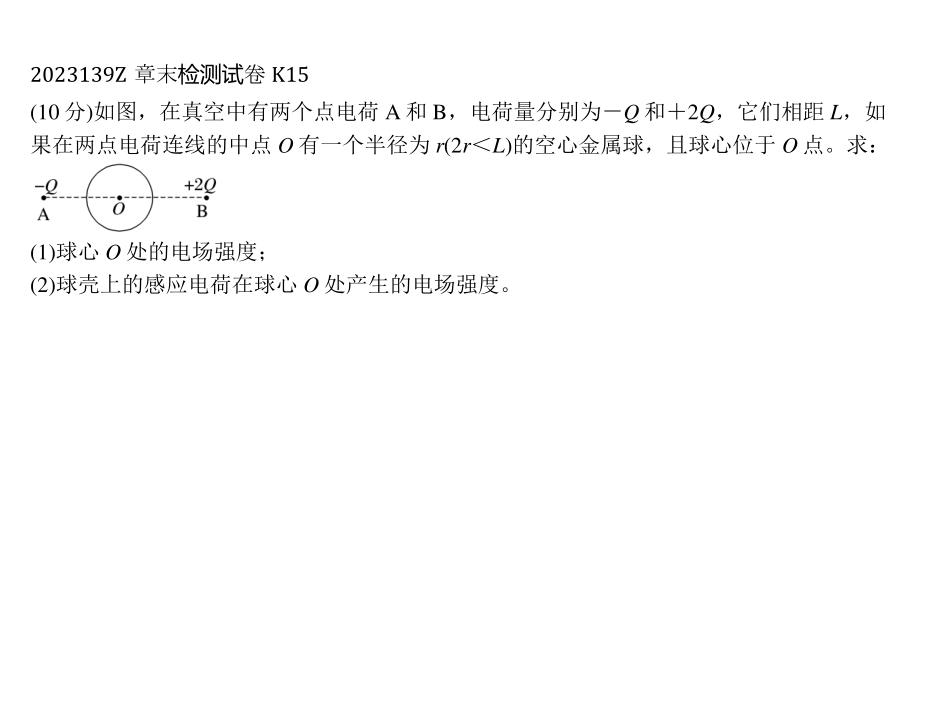 2023139Z 章末检测试卷 K15
(10 分)如图，在真空中有两个点电荷 A 和 B，电荷量分别为－Q 和＋2Q，它们相距 L，如
果在两点电荷连线的中点 O 有一个半径为 r(2r＜L)的空心金属球，且球心位于 O 点。求：
–Q +2Q
A O B
(1)球心 O 处的电场强度；
(2)球壳上的感应电荷在球心 O 处产生的电场强度。